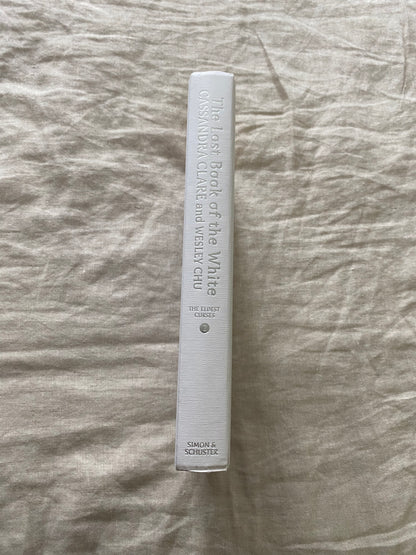 The Lost Book of the White
CASSANDRA CLARE and WESLEY CHU
THE ELDEST
CURSES
SIMON &
SCHUSTER